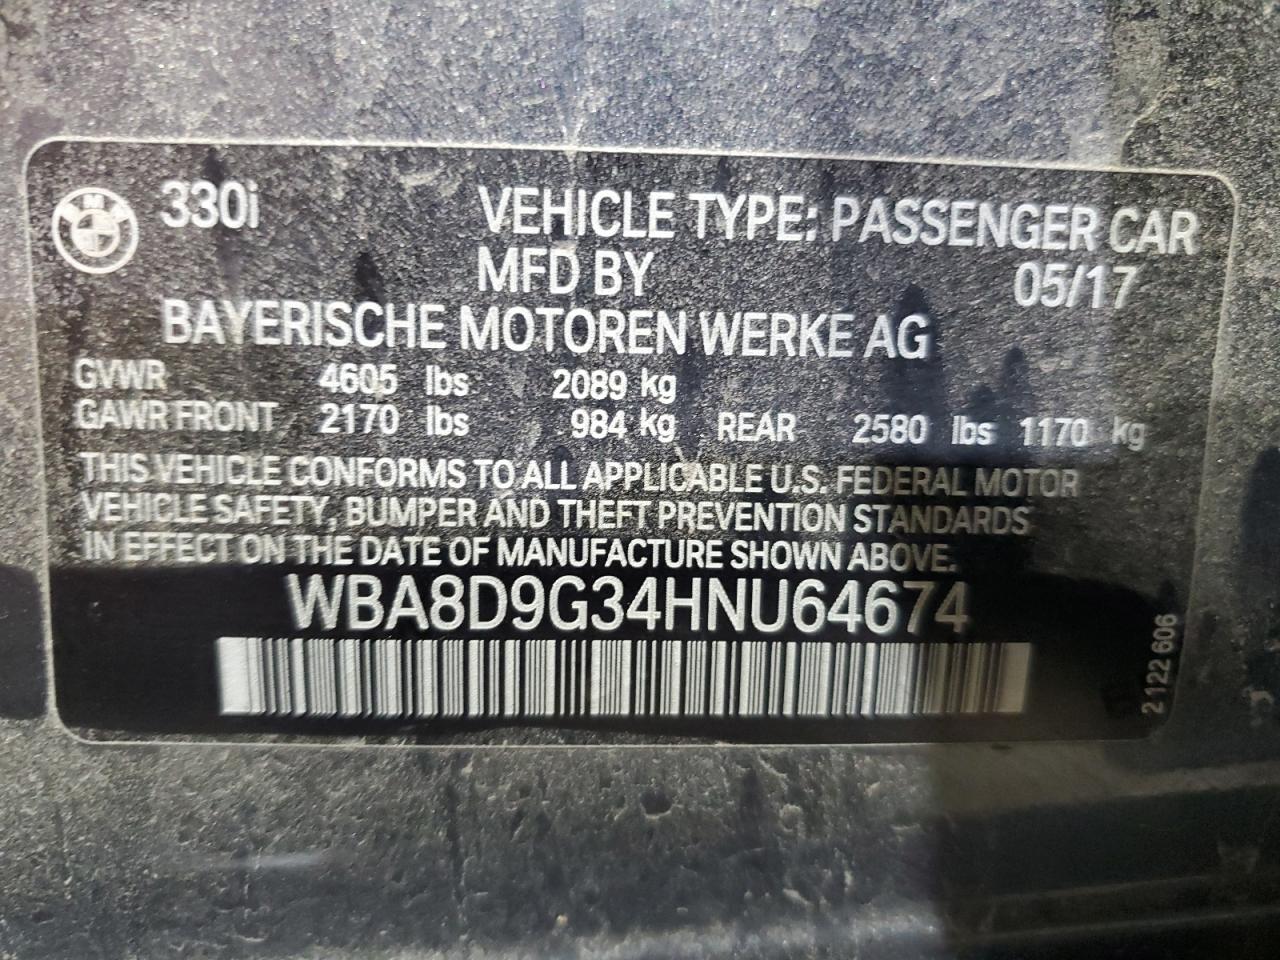 BMW 330i VEHICLE TYPE: PASSENGER CAR
MFD BY 05/17
BAYERISCHE MOTOREN WERKE AG
GVWR 4605 lbs 2089 kg
GAWR FRONT 2170 lbs 984 kg REAR 2580 lbs 1170 kg
THIS VEHICLE CONFORMS TO ALL APPLICABLE U.S. FEDERAL MOTOR
VEHICLE SAFETY, BUMPER AND THEFT PREVENTION STANDARDS
IN EFFECT ON THE DATE OF MANUFACTURE SHOWN ABOVE.
WBA8D9G34HNU64674
2 122 606